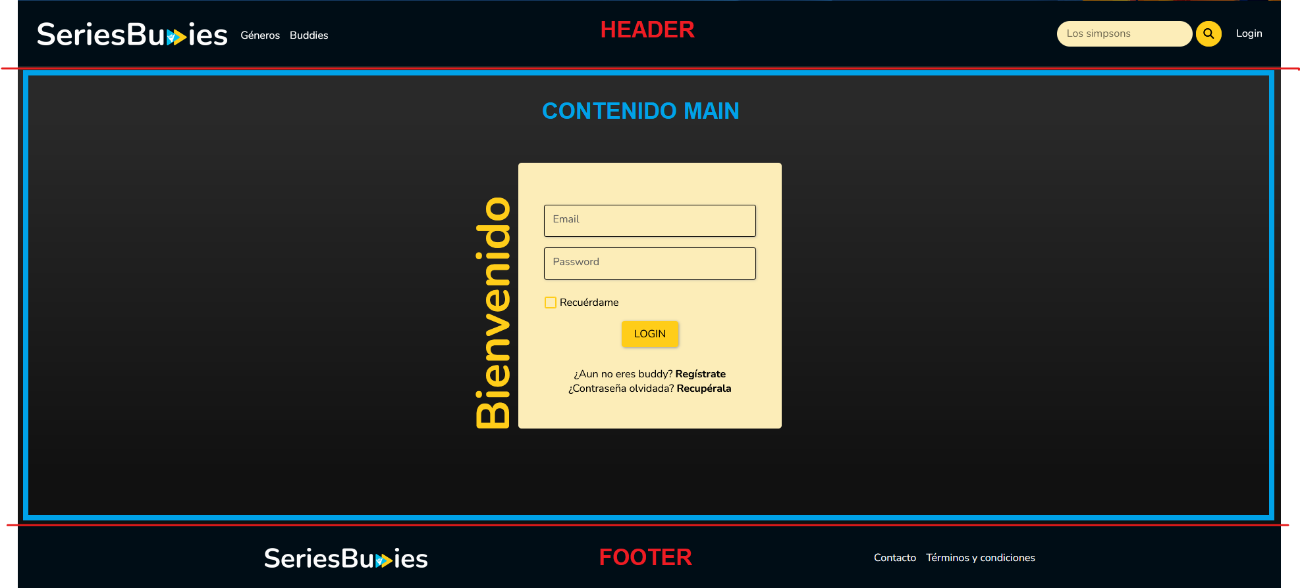 SeriesBuddies Géneros Buddies HEADER Los simpsons Login
CONTENIDO MAIN
Bienvenido
Email
Password
Recuérdame
LOGIN
¿Aun no eres buddy? Regístrate
¿Contraseña olvidada? Recupérala
SeriesBuddies FOOTER Contacto Términos y condiciones